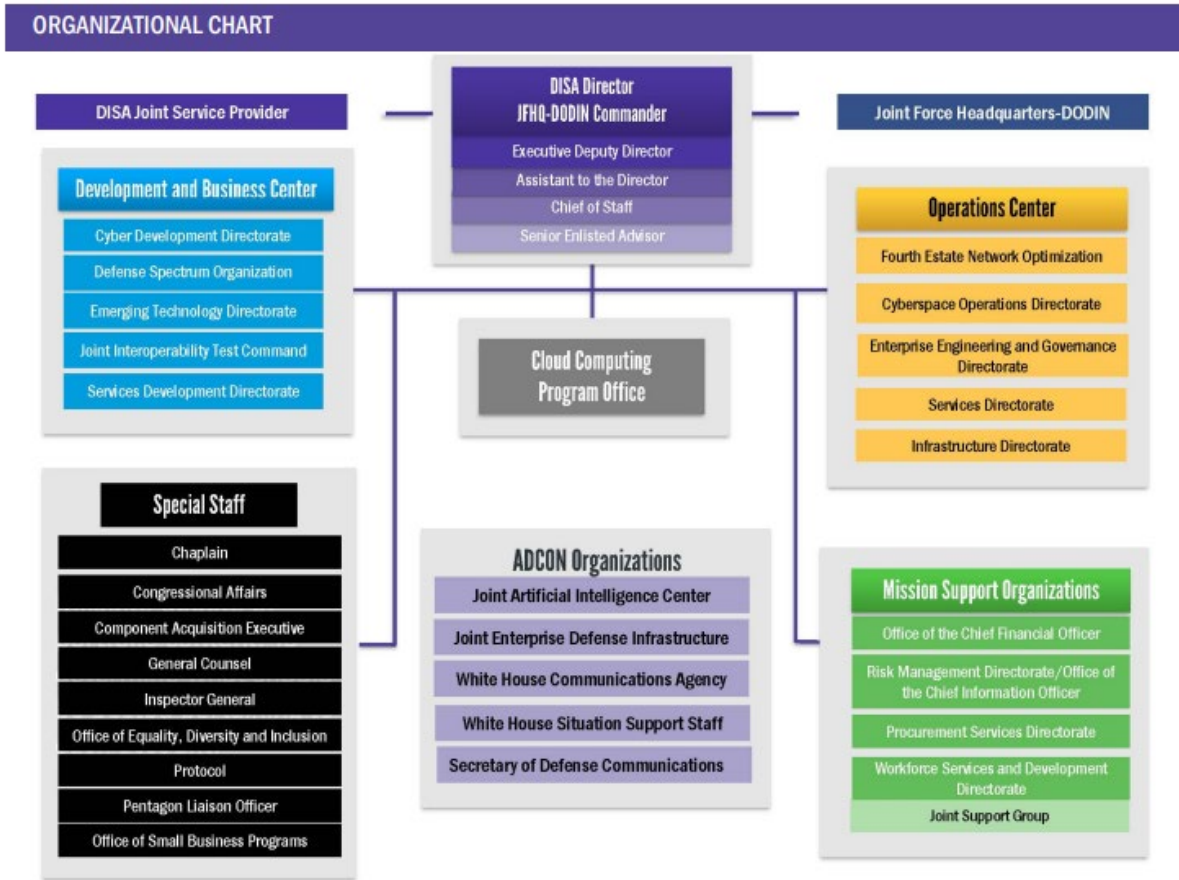 ORGANIZATIONAL CHART
DISA Joint Service Provider
DISA Director
JFHQ-DODIN Commander
Executive Deputy Director
Assistant to the Director
Chief of Staff
Senior Enlisted Advisor
Joint Force Headquarters-DODIN
Development and Business Center
Cyber Development Directorate
Defense Spectrum Organization
Emerging Technology Directorate
Joint Interoperability Test Command
Services Development Directorate
Cloud Computing
Program Office
Operations Center
Fourth Estate Network Optimization
Cyberspace Operations Directorate
Enterprise Engineering and Governance
Directorate
Services Directorate
Infrastructure Directorate
Special Staff
Chaplain
Congressional Affairs
Component Acquisition Executive
General Counsel
Inspector General
Office of Equality, Diversity and Inclusion
Protocol
Pentagon Liaison Officer
Office of Small Business Programs
ADCON Organizations
Joint Artificial Intelligence Center
Joint Enterprise Defense Infrastructure
White House Communications Agency
White House Situation Support Staff
Secretary of Defense Communications
Mission Support Organizations
Office of the Chief Financial Officer
Risk Management Directorate/Office of
the Chief Information Officer
Procurement Services Directorate
Workforce Services and Development
Directorate
Joint Support Group